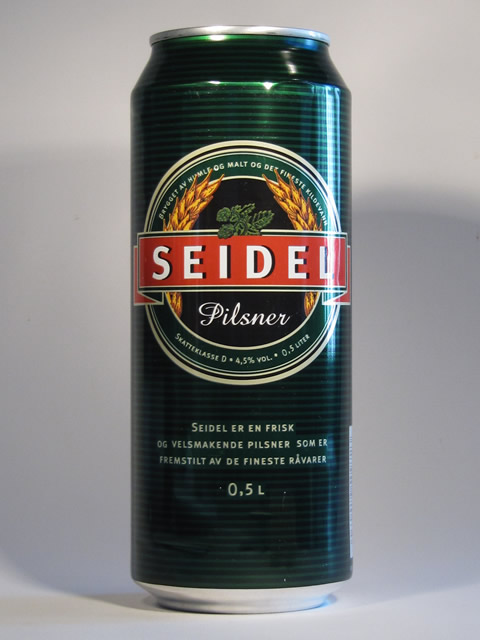 BRYGGET AV HUMLE OG MALT OG DET FINESTE KILDEVANN
SEIDEL
Pilsner
SKATTEKLASSE D • 4,5% VOL. • 0,5 LITER
SEIDEL ER EN FRISK
OG VELSMAKENDE PILSNER SOM ER
FREMSTILT AV DE FINESTE RÅVARER
0,5 L